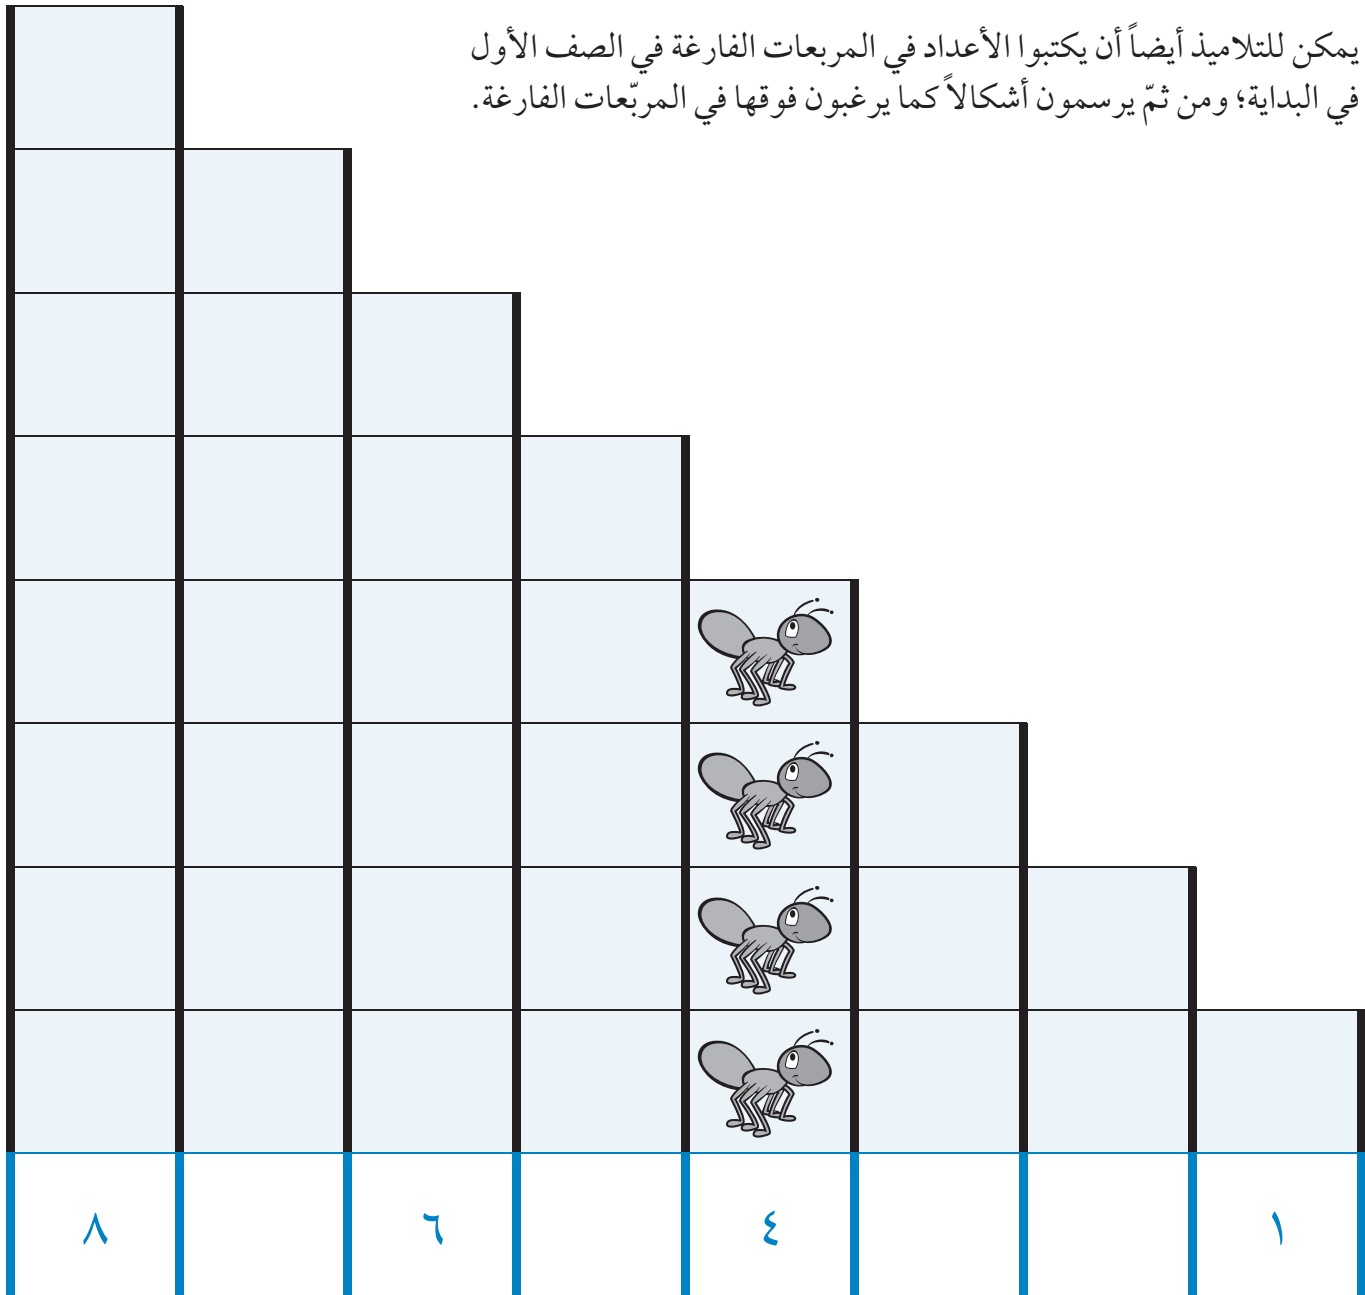 يمكن للتلاميذ أيضاً أن يكتبوا الأعداد في المربعات الفارغة في الصف الأول
في البداية؛ ومن ثمّ يرسمون أشكالاً كما يرغبون فوقها في المربّعات الفارغة.
١ ٤ ٦ ٨